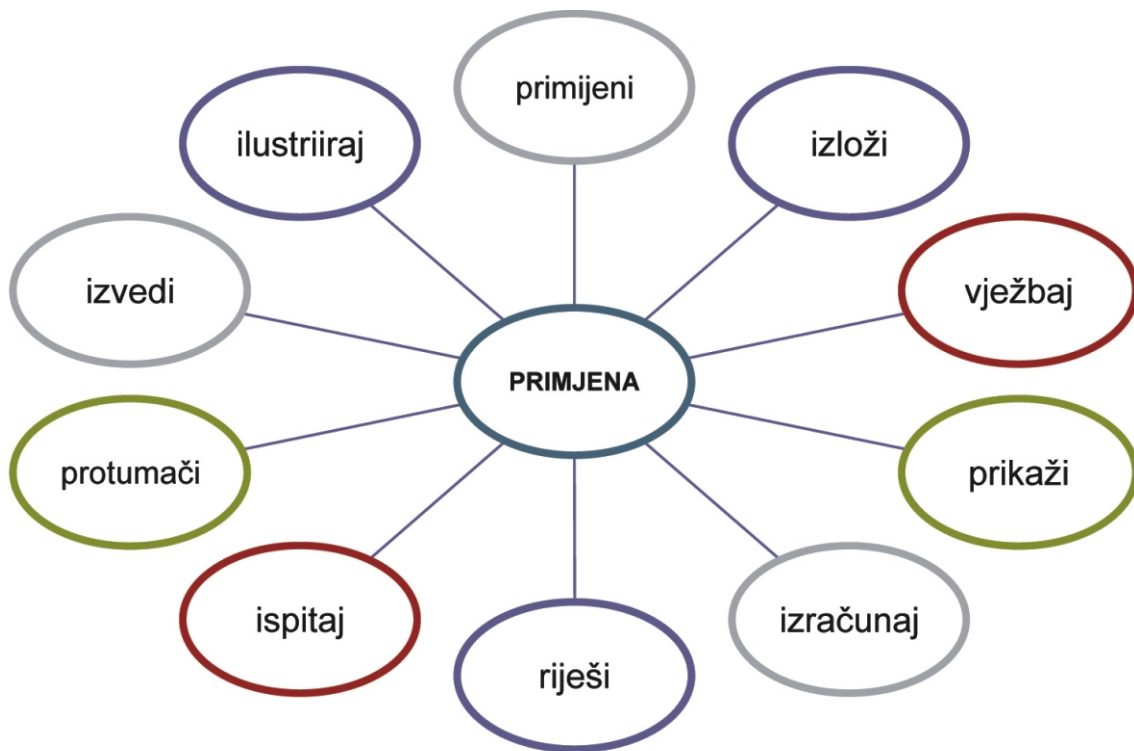 primijeni
ilustriiraj
izloži
izvedi
vježbaj
PRIMJENA
protumači
prikaži
ispitaj
izračunaj
riješi